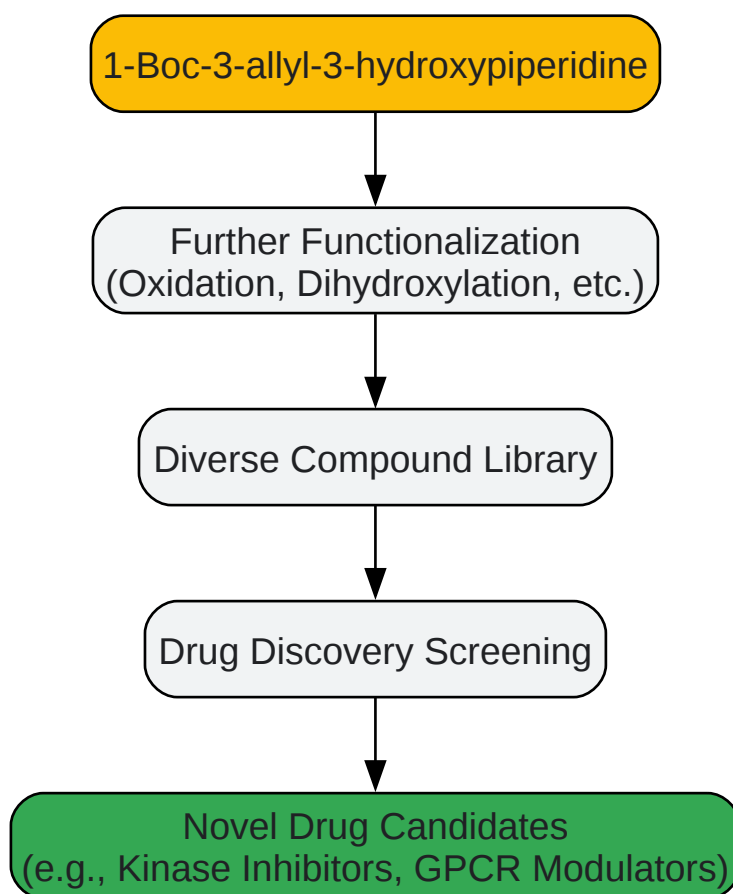 1-Boc-3-allyl-3-hydroxypiperidine
Further Functionalization
(Oxidation, Dihydroxylation, etc.)
Diverse Compound Library
Drug Discovery Screening
Novel Drug Candidates
(e.g., Kinase Inhibitors, GPCR Modulators)